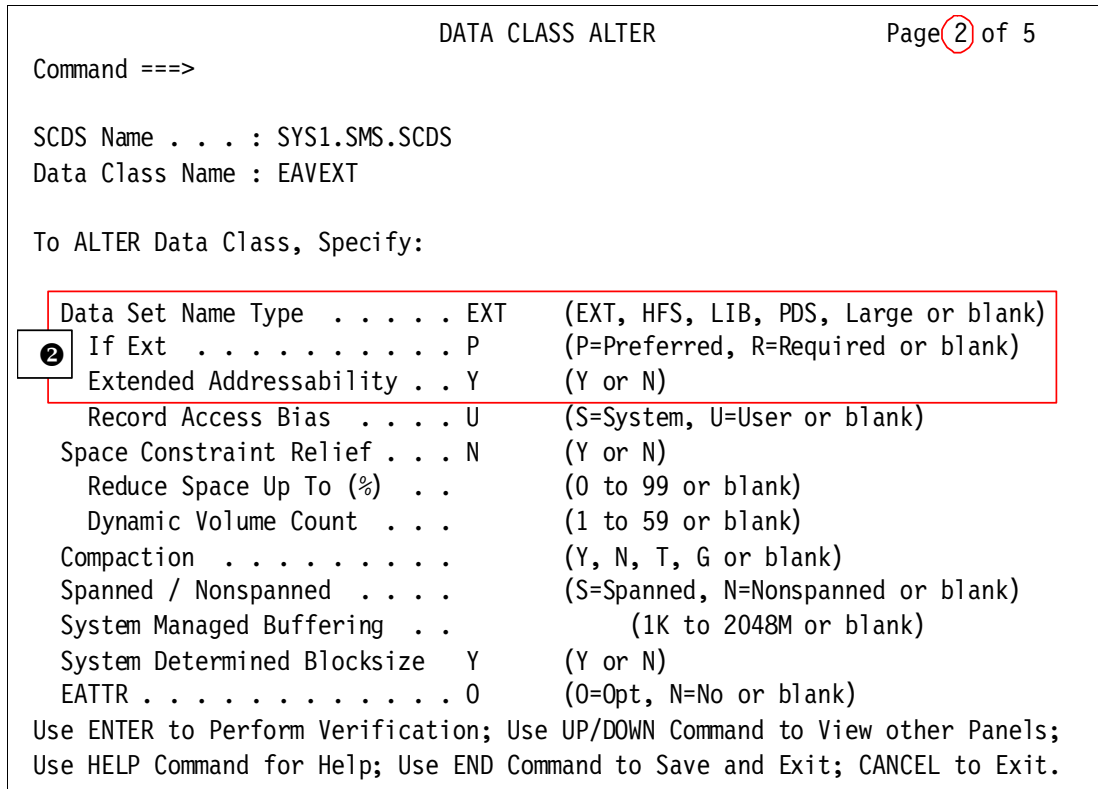 DATA CLASS ALTER Page 2 of 5
Command ===>
SCDS Name . . . : SYS1.SMS.SCDS
Data Class Name : EAVEXT
To ALTER Data Class, Specify:
Data Set Name Type . . . . . EXT (EXT, HFS, LIB, PDS, Large or blank)
❷ If Ext . . . . . . . . . . P (P=Preferred, R=Required or blank)
Extended Addressability . . Y (Y or N)
Record Access Bias . . . . U (S=System, U=User or blank)
Space Constraint Relief . . . N (Y or N)
Reduce Space Up To (%) . . (0 to 99 or blank)
Dynamic Volume Count . . . (1 to 59 or blank)
Compaction . . . . . . . . . (Y, N, T, G or blank)
Spanned / Nonspanned . . . . (S=Spanned, N=Nonspanned or blank)
System Managed Buffering . . (1K to 2048M or blank)
System Determined Blocksize Y (Y or N)
EATTR . . . . . . . . . . . . O (O=Opt, N=No or blank)
Use ENTER to Perform Verification; Use UP/DOWN Command to View other Panels;
Use HELP Command for Help; Use END Command to Save and Exit; CANCEL to Exit.